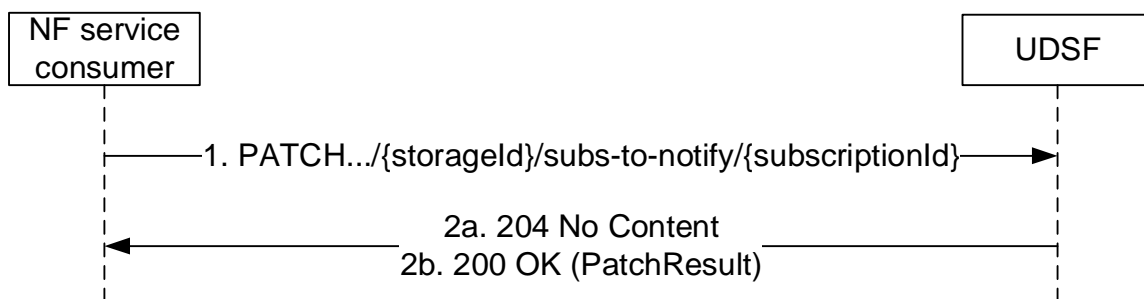 NF service
consumer
UDSF
1. PATCH.../{storageId}/subs-to-notify/{subscriptionId}
2a. 204 No Content
2b. 200 OK (PatchResult)